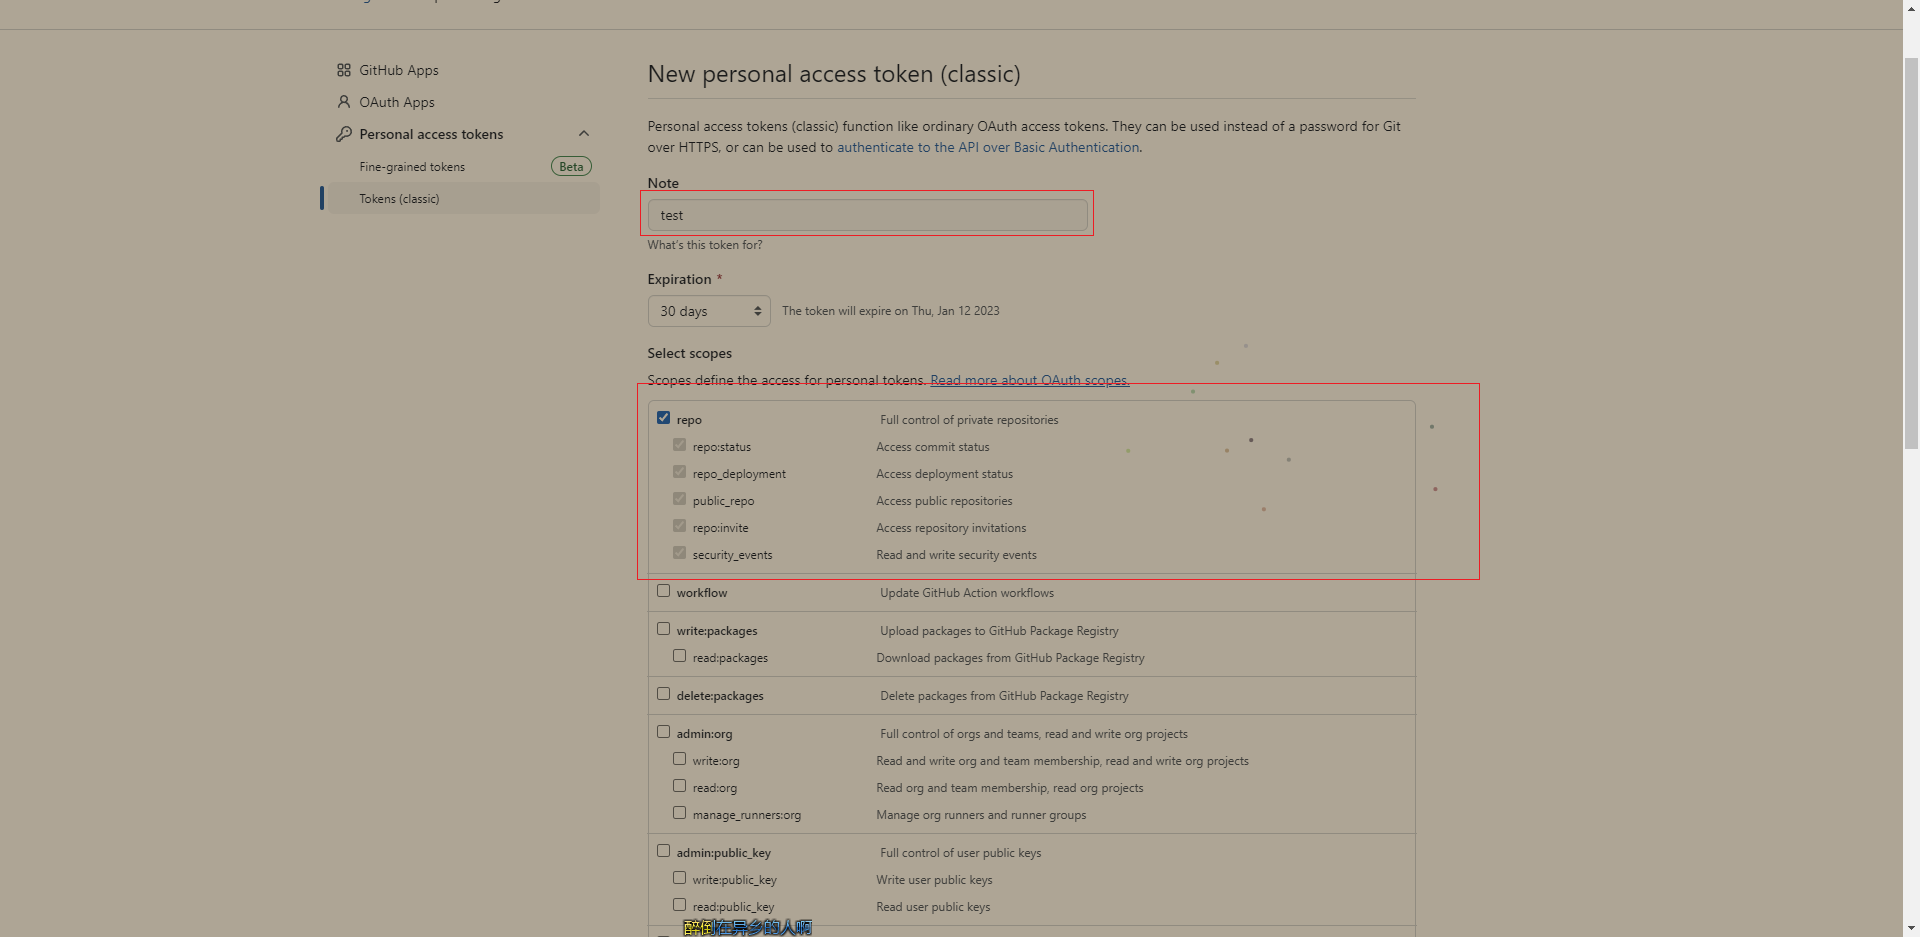 GitHub Apps
OAuth Apps
Personal access tokens
Fine-grained tokens Beta
Tokens (classic)
New personal access token (classic)
Personal access tokens (classic) function like ordinary OAuth access tokens. They can be used instead of a password for Git
over HTTPS, or can be used to authenticate to the API over Basic Authentication.
Note
test
What's this token for?
Expiration *
30 days The token will expire on Thu, Jan 12 2023
Select scopes
Scopes define the access for personal tokens. Read more about OAuth scopes.
repo Full control of private repositories
repo:status Access commit status
repo_deployment Access deployment status
public_repo Access public repositories
repo:invite Access repository invitations
security_events Read and write security events
workflow Update GitHub Action workflows
write:packages Upload packages to GitHub Package Registry
read:packages Download packages from GitHub Package Registry
delete:packages Delete packages from GitHub Package Registry
admin:org Full control of orgs and teams, read and write org projects
write:org Read and write org and team membership, read and write org projects
read:org Read org and team membership, read org projects
manage_runners:org Manage org runners and runner groups
admin:public_key Full control of user public keys
write:public_key Write user public keys
read:public_key Read user public keys
醉倒在异乡的人啊